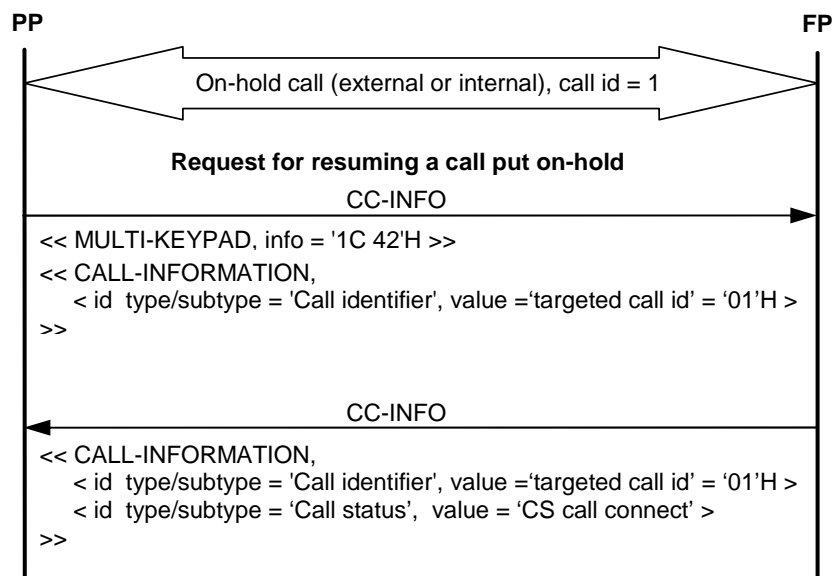 PP
FP
On-hold call (external or internal), call id = 1
Request for resuming a call put on-hold
CC-INFO
<< MULTI-KEYPAD, info = '1C 42'H >>
<< CALL-INFORMATION,
< id type/subtype = 'Call identifier', value =‘targeted call id’ = ‘01’H >
>>
CC-INFO
<< CALL-INFORMATION,
< id type/subtype = 'Call identifier', value =‘targeted call id’ = ‘01’H >
< id type/subtype = ‘Call status’, value = ‘CS call connect’ >
>>